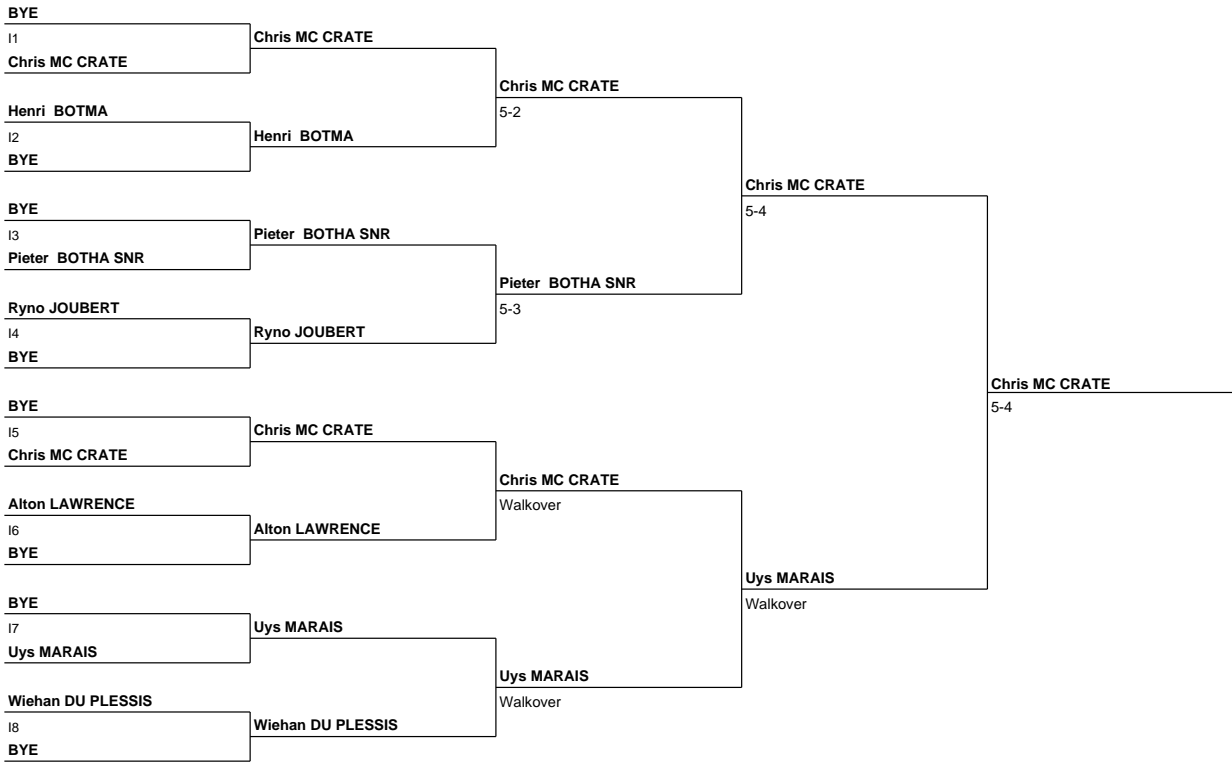 BYE
I1
Chris MC CRATE
Chris MC CRATE
Henri  BOTMA
I2
BYE
Henri  BOTMA
Chris MC CRATE
5-2
BYE
I3
Pieter  BOTHA SNR
Pieter  BOTHA SNR
Ryno JOUBERT
I4
BYE
Ryno JOUBERT
Pieter  BOTHA SNR
5-3
Chris MC CRATE
5-4
BYE
I5
Chris MC CRATE
Chris MC CRATE
Alton LAWRENCE
I6
BYE
Alton LAWRENCE
Chris MC CRATE
Walkover
BYE
I7
Uys MARAIS
Uys MARAIS
Wiehan DU PLESSIS
I8
BYE
Wiehan DU PLESSIS
Uys MARAIS
Walkover
Uys MARAIS
Walkover
Chris MC CRATE
5-4